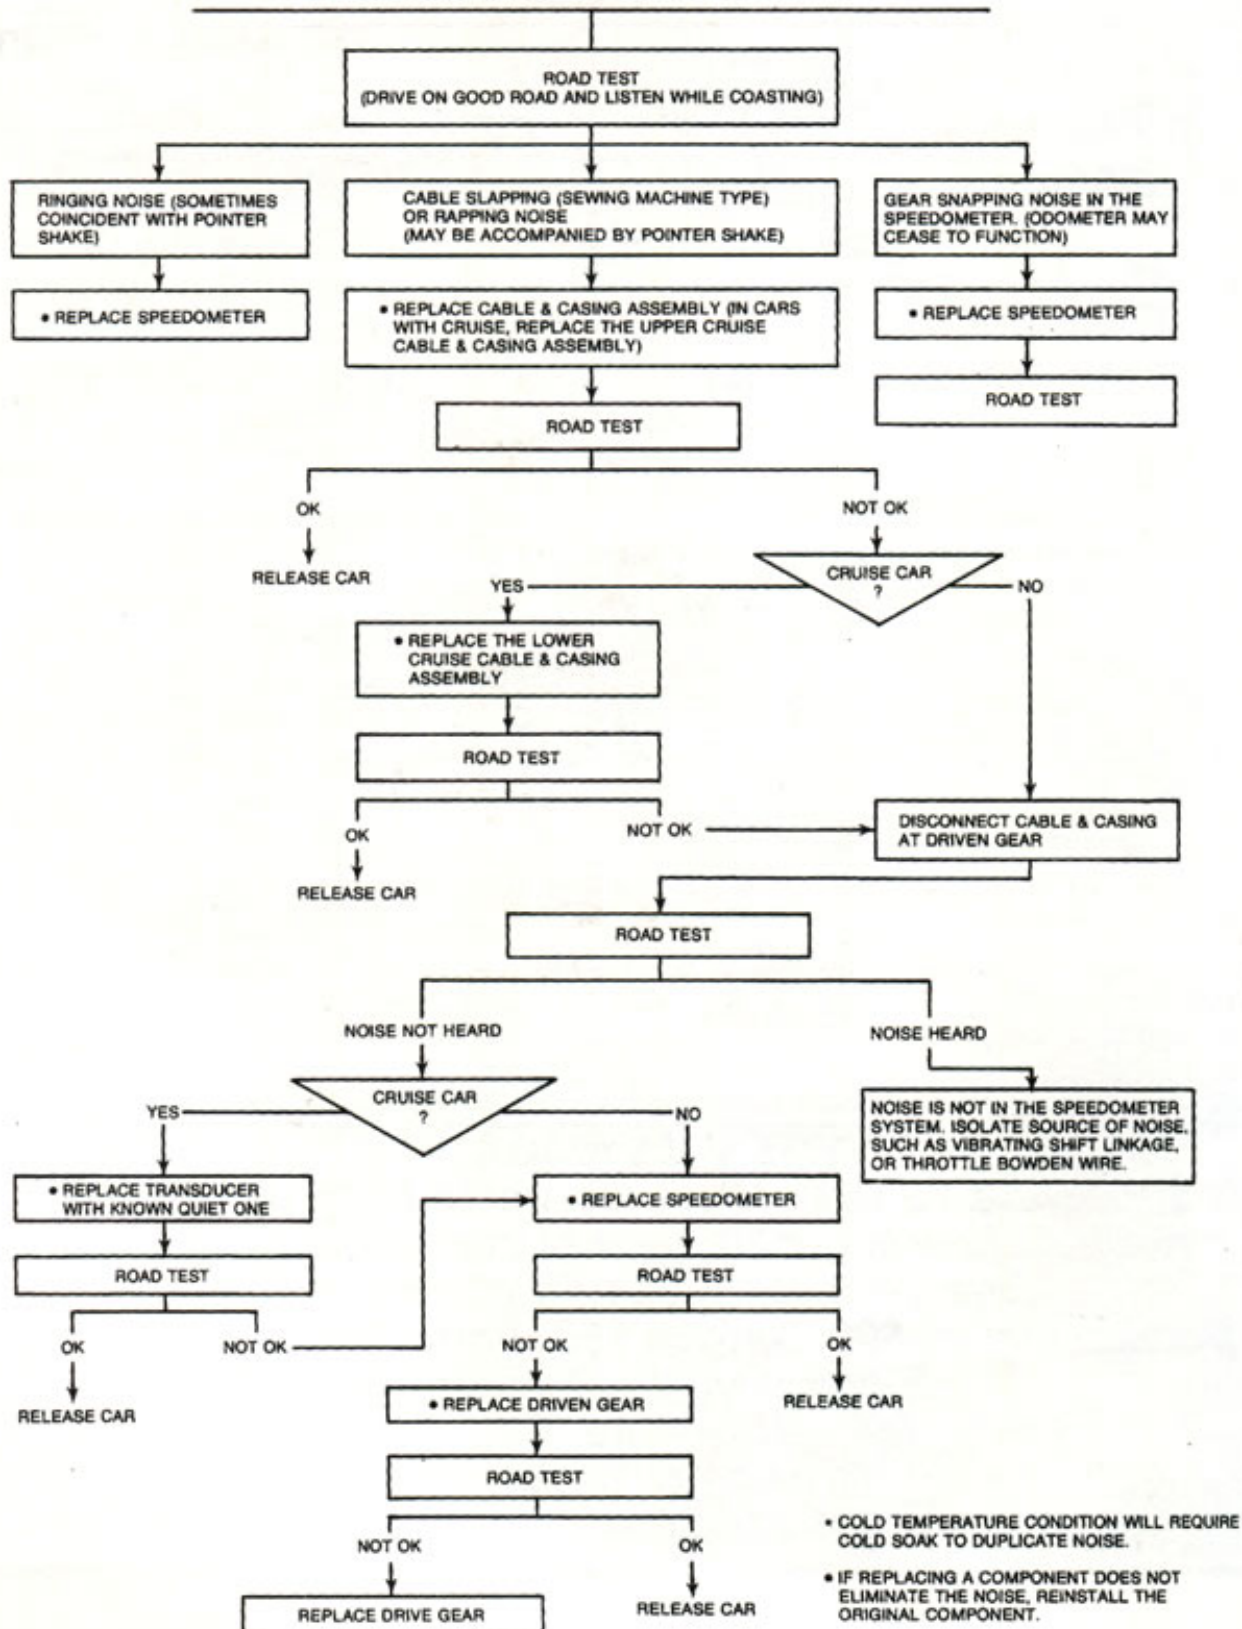 ROAD TEST
(DRIVE ON GOOD ROAD AND LISTEN WHILE COASTING)
RINGING NOISE (SOMETIMES
COINCIDENT WITH POINTER
SHAKE)
CABLE SLAPPING (SEWING MACHINE TYPE)
OR RAPPING NOISE
(MAY BE ACCOMPANIED BY POINTER SHAKE)
GEAR SNAPPING NOISE IN THE
SPEEDOMETER. (ODOMETER MAY
CEASE TO FUNCTION)
• REPLACE SPEEDOMETER
• REPLACE CABLE & CASING ASSEMBLY (IN CARS
WITH CRUISE, REPLACE THE UPPER CRUISE
CABLE & CASING ASSEMBLY)
• REPLACE SPEEDOMETER
ROAD TEST
ROAD TEST
OK
NOT OK
RELEASE CAR
CRUISE CAR
?
YES
NO
• REPLACE THE LOWER
CRUISE CABLE & CASING
ASSEMBLY
ROAD TEST
OK
NOT OK
DISCONNECT CABLE & CASING
AT DRIVEN GEAR
RELEASE CAR
ROAD TEST
NOISE NOT HEARD
NOISE HEARD
CRUISE CAR
?
YES
NO
NOISE IS NOT IN THE SPEEDOMETER
SYSTEM. ISOLATE SOURCE OF NOISE,
SUCH AS VIBRATING SHIFT LINKAGE,
OR THROTTLE BOWDEN WIRE.
• REPLACE TRANSDUCER
WITH KNOWN QUIET ONE
• REPLACE SPEEDOMETER
ROAD TEST
ROAD TEST
OK
NOT OK
NOT OK
OK
RELEASE CAR
• REPLACE DRIVEN GEAR
RELEASE CAR
ROAD TEST
NOT OK
OK
REPLACE DRIVE GEAR
RELEASE CAR
• COLD TEMPERATURE CONDITION WILL REQUIRE
COLD SOAK TO DUPLICATE NOISE.
• IF REPLACING A COMPONENT DOES NOT
ELIMINATE THE NOISE, REINSTALL THE
ORIGINAL COMPONENT.